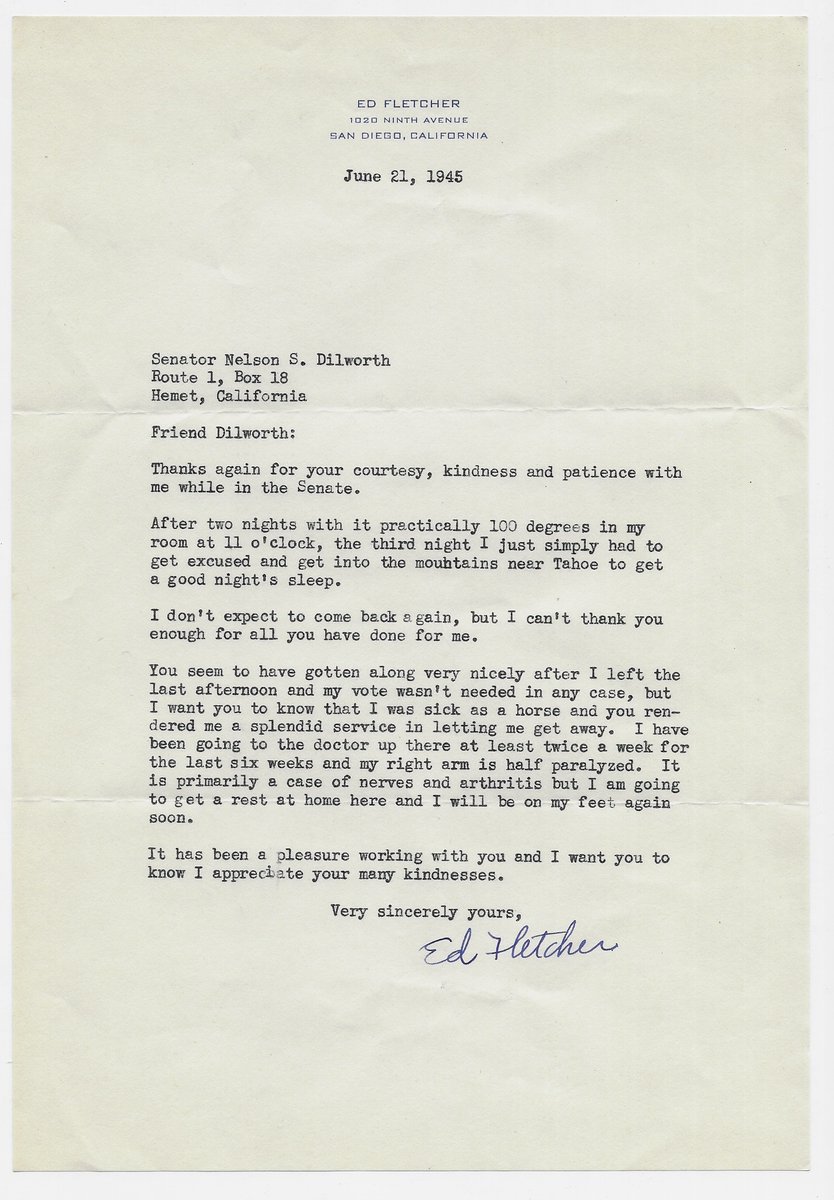 ED FLETCHER
1020 NINTH AVENUE
SAN DIEGO, CALIFORNIA
June 21, 1945
Senator Nelson S. Dilworth
Route 1, Box 18
Hemet, California
Friend Dilworth:
Thanks again for your courtesy, kindness and patience with
me while in the Senate.
After two nights with it practically 100 degrees in my
room at 11 o'clock, the third night I just simply had to
get excused and get into the mouhtains near Tahoe to get
a good night's sleep.
I don't expect to come back again, but I can't thank you
enough for all you have done for me.
You seem to have gotten along very nicely after I left the
last afternoon and my vote wasn't needed in any case, but
I want you to know that I was sick as a horse and you ren-
dered me a splendid service in letting me get away. I have
been going to the doctor up there at least twice a week for
the last six weeks and my right arm is half paralyzed. It
is primarily a case of nerves and arthritis but I am going
to get a rest at home here and I will be on my feet again
soon.
It has been a pleasure working with you and I want you to
know I appreciate your many kindnesses.
Very sincerely yours,
Ed Fletcher